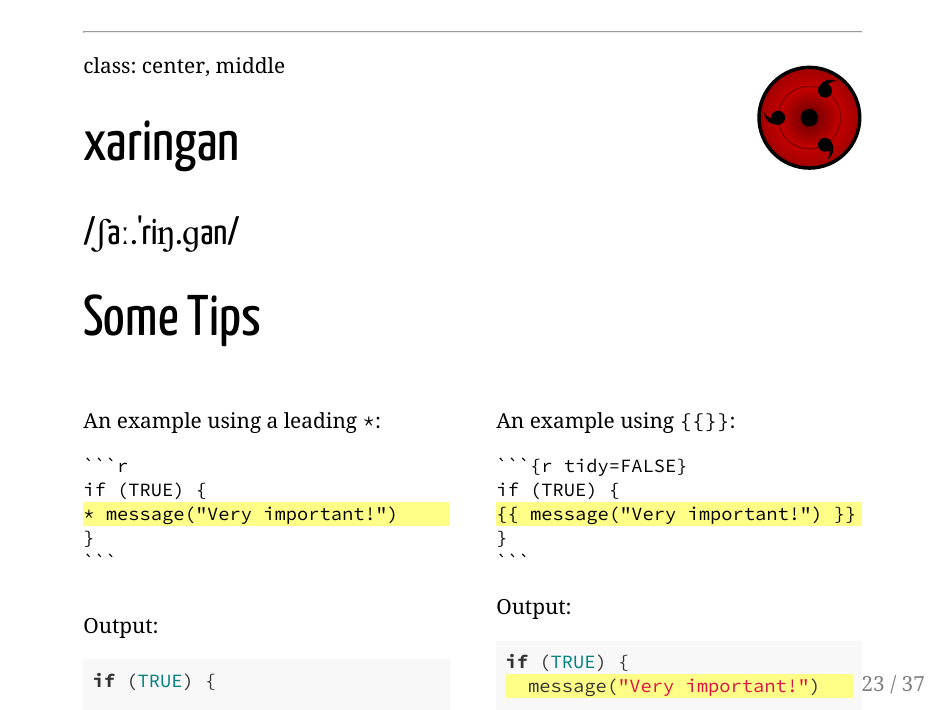 class: center, middle
xaringan
/ʃaː.'riŋ.ɡan/
Some Tips
An example using a leading *:
```r
if (TRUE) {
* message("Very important!")
}
```
Output:
if (TRUE) {
An example using {{}}:
```{r tidy=FALSE}
if (TRUE) {
{{ message("Very important!") }}
}
```
Output:
if (TRUE) {
  message("Very important!")
23 / 37